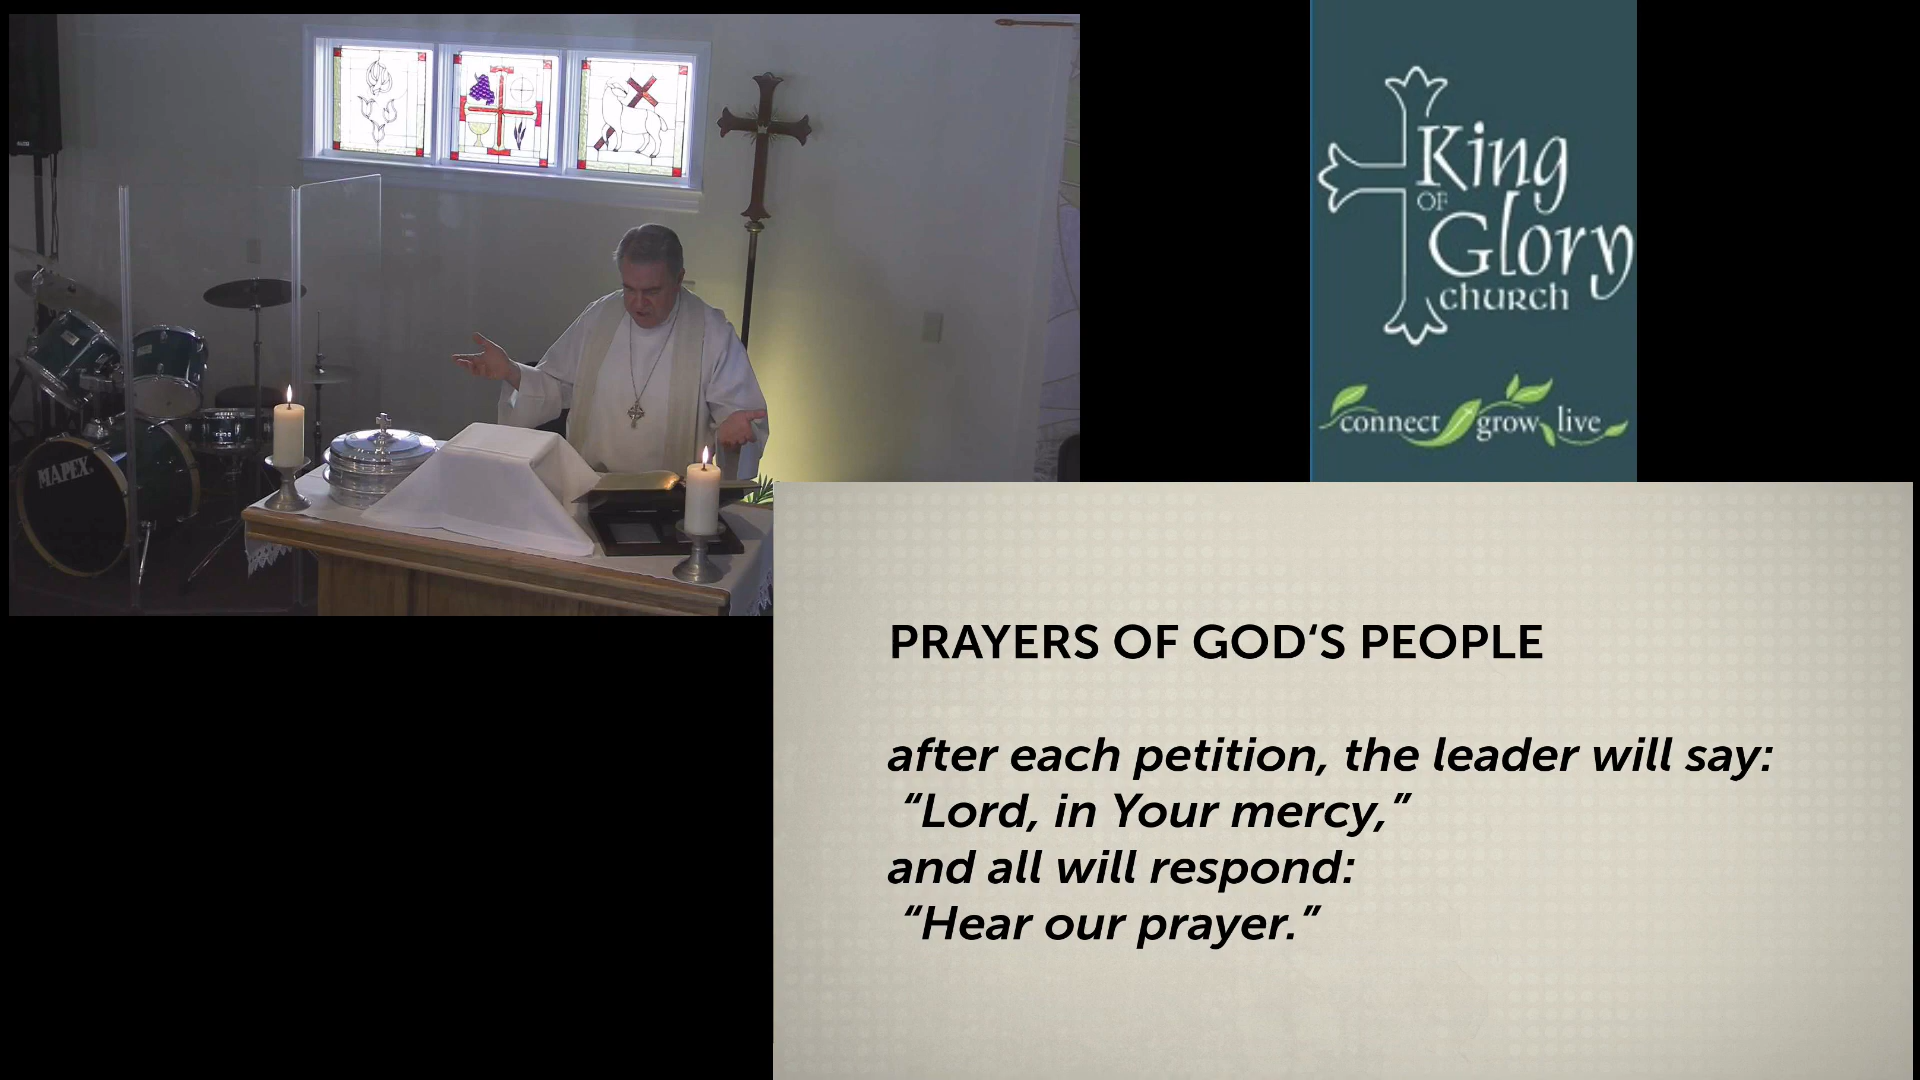 King
OF
Glory
church
connect grow live
MAPEX
PRAYERS OF GOD‘S PEOPLE
after each petition, the leader will say:
“Lord, in Your mercy,”
and all will respond:
“Hear our prayer.”